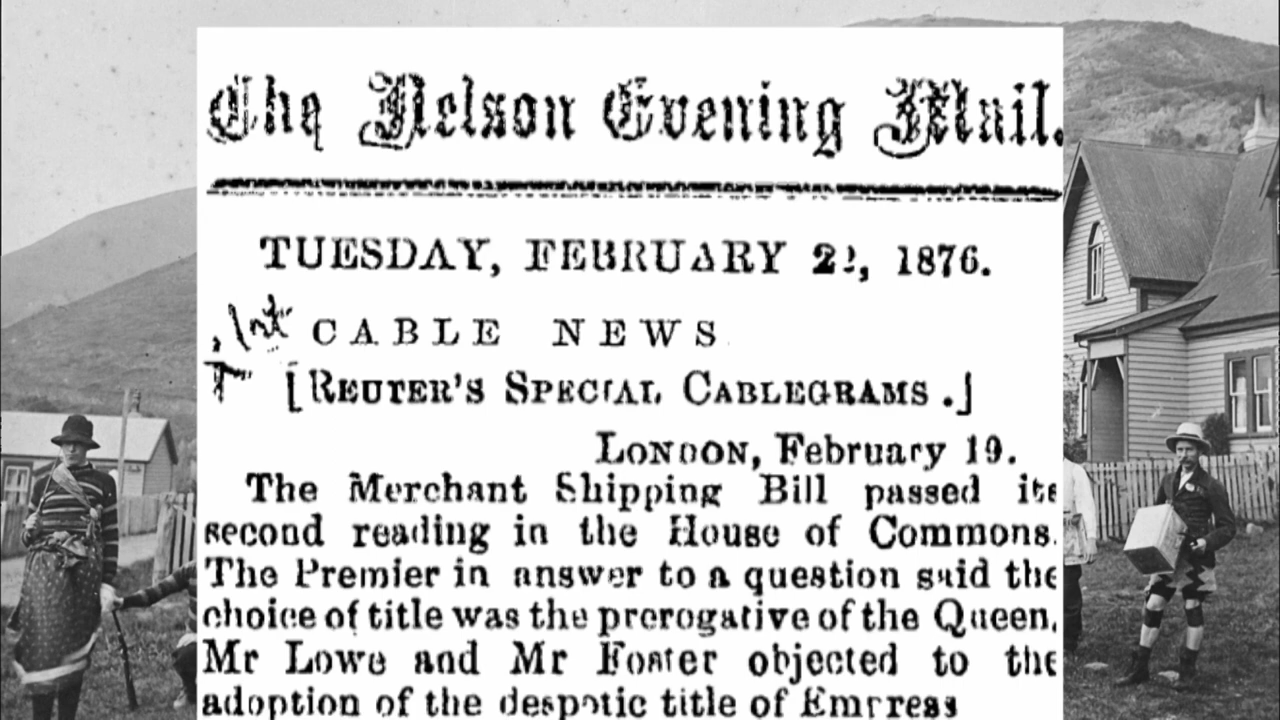 The Nelson Evening Mail.
TUESDAY, FEBRUARY 22, 1876.
1st CABLE NEWS
[REUTER'S SPECIAL CABLEGRAMS.]
LONDON, February 19.
The Merchant Shipping Bill passed its
second reading in the House of Commons.
The Premier in answer to a question said the
choice of title was the prerogative of the Queen.
Mr Lowe and Mr Foster objected to the
adoption of the despotic title of Empress